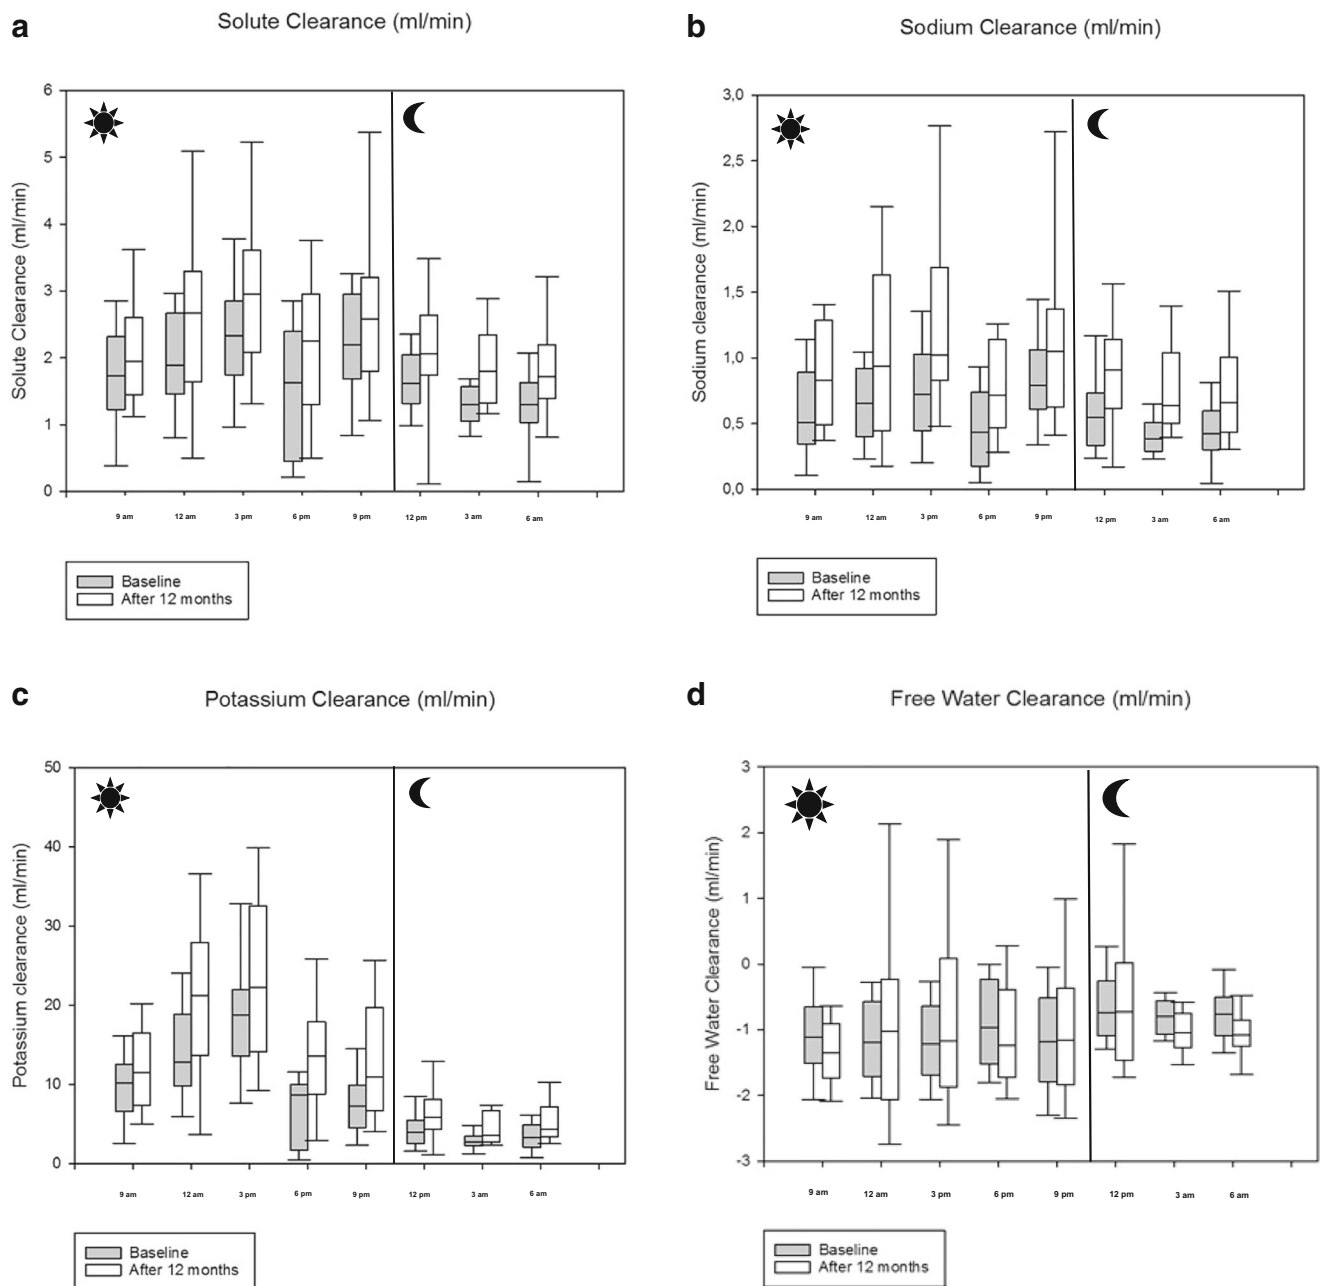 a
Solute Clearance (ml/min)
6
5
4
3
2
1
0
Solute Clearance (ml/min)
9 am 12 am 3 pm 6 pm 9 pm 12 pm 3 am 6 am
Baseline
After 12 months
b
Sodium Clearance (ml/min)
3,0
2,5
2,0
1,5
1,0
0,5
0,0
Sodium clearance (ml/min)
9 am 12 am 3 pm 6 pm 9 pm 12 pm 3 am 6 am
Baseline
After 12 months
c
Potassium Clearance (ml/min)
50
40
30
20
10
0
Potassium clearance (ml/min)
9 am 12 am 3 pm 6 pm 9 pm 12 pm 3 am 6 am
Baseline
After 12 months
d
Free Water Clearance (ml/min)
3
2
1
0
-1
-2
-3
Free Water Clearance (ml/min)
9 am 12 am 3 pm 6 pm 9 pm 12 pm 3 am 6 am
Baseline
After 12 months